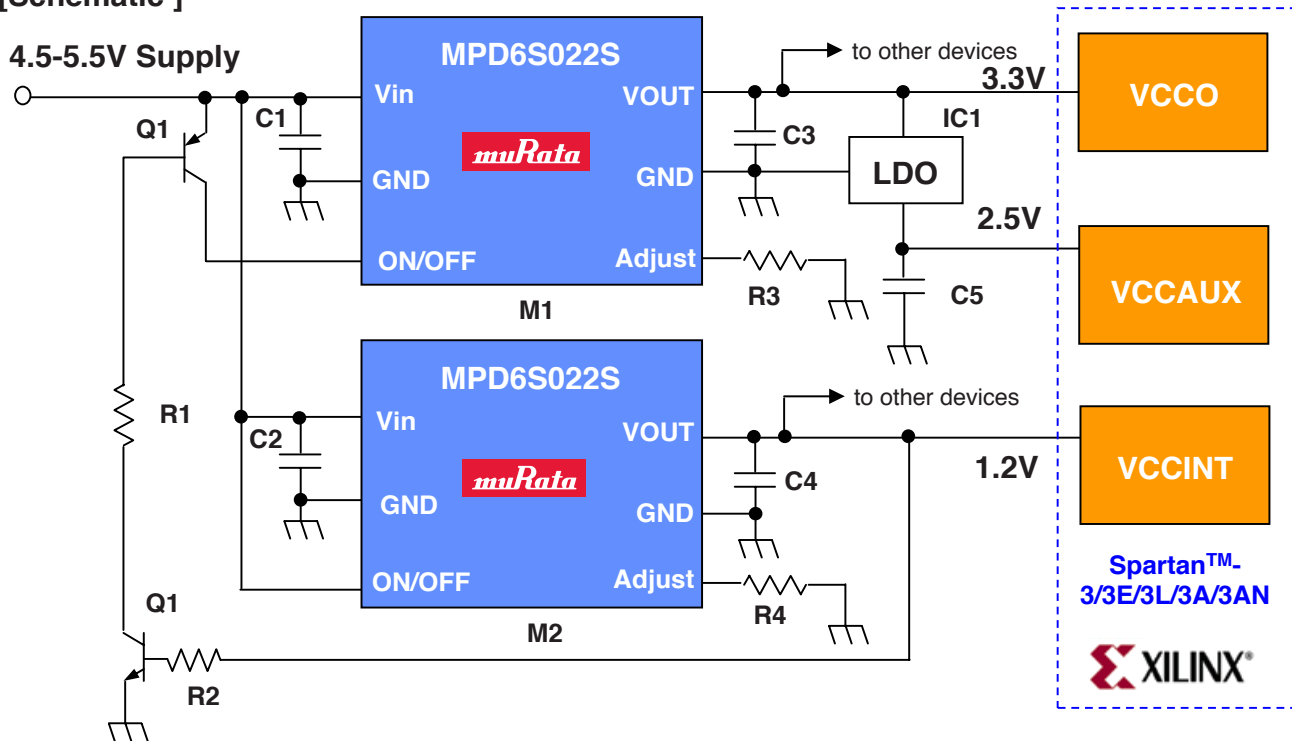 [Schematic ]
4.5-5.5V Supply
MPD6S022S
Vin
VOUT
C1
Q1
muRata
GND
GND
ON/OFF
Adjust
M1
C3
to other devices
3.3V
IC1
LDO
2.5V
R3
C5
VCCO
VCCAUX
R1
MPD6S022S
Vin
VOUT
C2
muRata
GND
GND
ON/OFF
Adjust
M2
C4
to other devices
1.2V
R4
VCCINT
Q1
R2
Spartan™-
3/3E/3L/3A/3AN
XILINX®